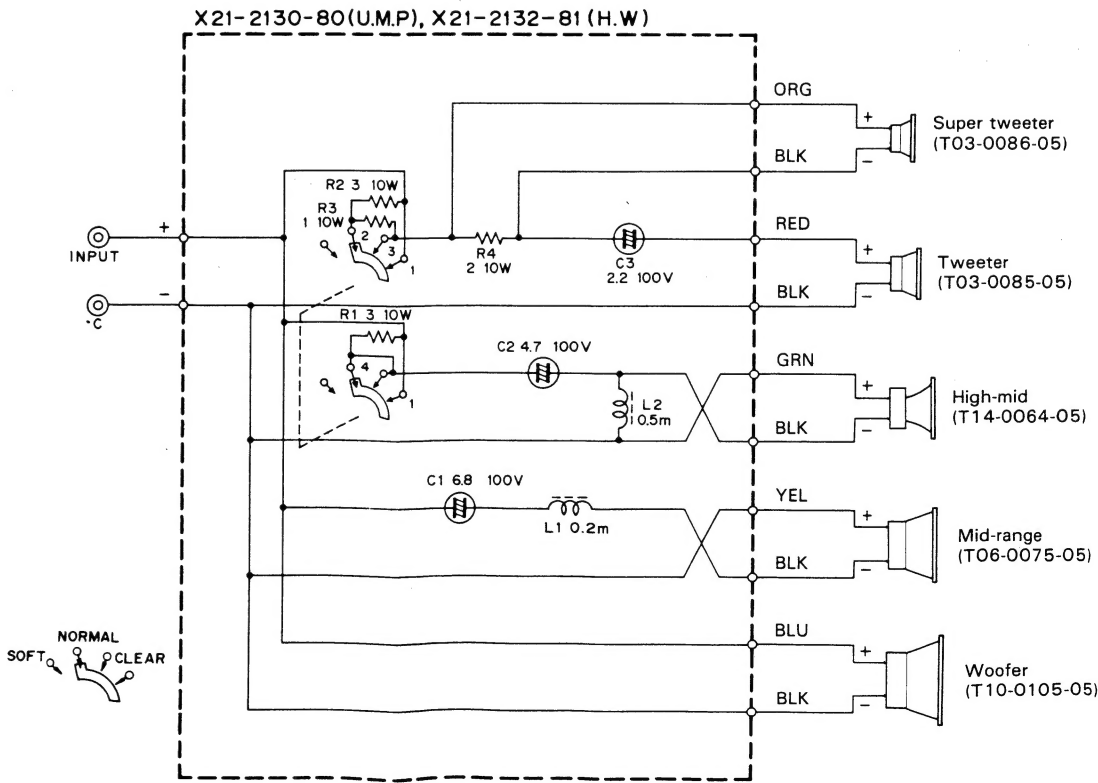 X21-2130-80(U.M.P), X21-2132-81(H.W)
ORG
+
Super tweeter
(T03-0086-05)
BLK
−
R2 3 10W
R3
1 10W
2
3
1
+
INPUT
R4
2 10W
C3
2.2 100V
RED
+
Tweeter
(T03-0085-05)
BLK
−
−
C
R1 3 10W
4
1
C2 4.7 100V
L2
0.5m
GRN
+
High-mid
(T14-0064-05)
BLK
−
C1 6.8 100V
L1 0.2m
YEL
+
Mid-range
(T06-0075-05)
BLK
−
BLU
+
Woofer
(T10-0105-05)
BLK
−
NORMAL
SOFT
CLEAR